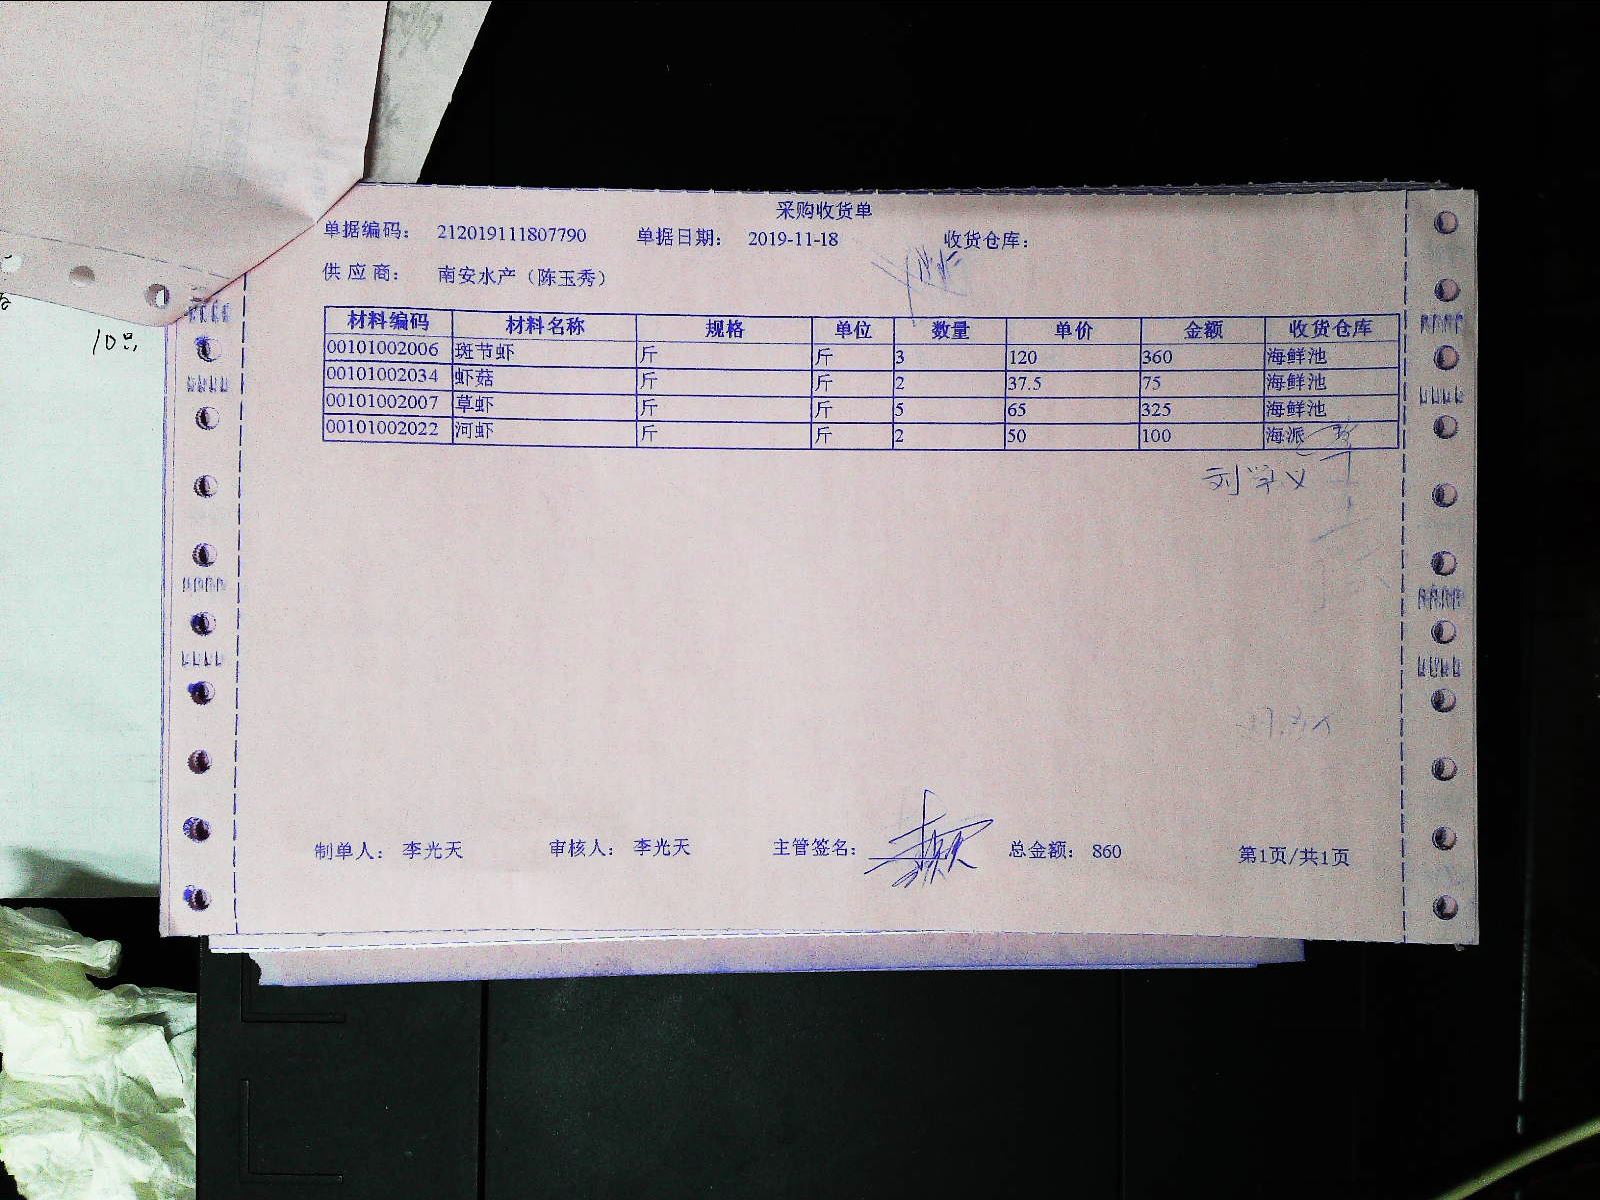 采购收货单
单据编码： 212019111807790 单据日期： 2019-11-18 收货仓库：
供 应 商： 南安水产（陈玉秀）
材料编码 材料名称 规格 单位 数量 单价 金额 收货仓库
00101002006 斑节虾 斤 斤 3 120 360 海鲜池
00101002034 虾菇 斤 斤 2 37.5 75 海鲜池
00101002007 草虾 斤 斤 5 65 325 海鲜池
00101002022 河虾 斤 斤 2 50 100 海派
刘学义
制单人： 李光天 审核人： 李光天 主管签名： 总金额： 860 第1页/共1页